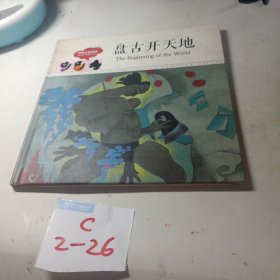 盘古开天地
The Beginning of the World
C
2-26